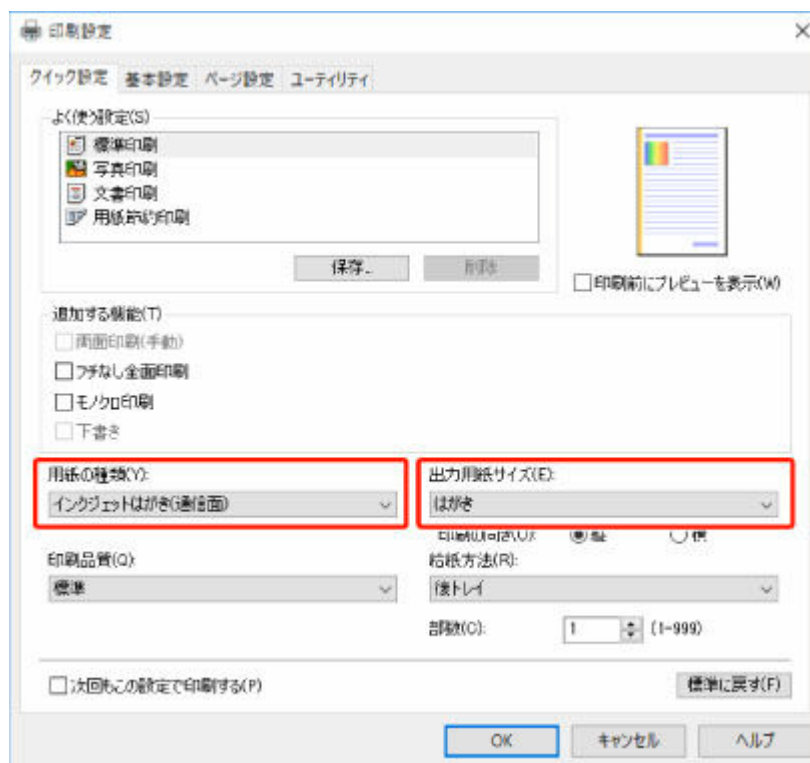 印刷設定
クイック設定 基本設定 ページ設定 ユーティリティ
よく使う設定(S)
標準印刷
写真印刷
文書印刷
用紙節約印刷
保存...
削除
印刷前にプレビューを表示(W)
追加する機能(T)
両面印刷(手動)
フチなし全面印刷
モノクロ印刷
下書き
用紙の種類(Y):
インクジェットはがき(通信面)
出力用紙サイズ(E):
はがき
印刷の向き(O): 縦 横
印刷品質(Q):
標準
給紙方法(R):
後トレイ
部数(C): 1 (1-999)
次回もこの設定で印刷する(P)
標準に戻す(F)
OK キャンセル ヘルプ